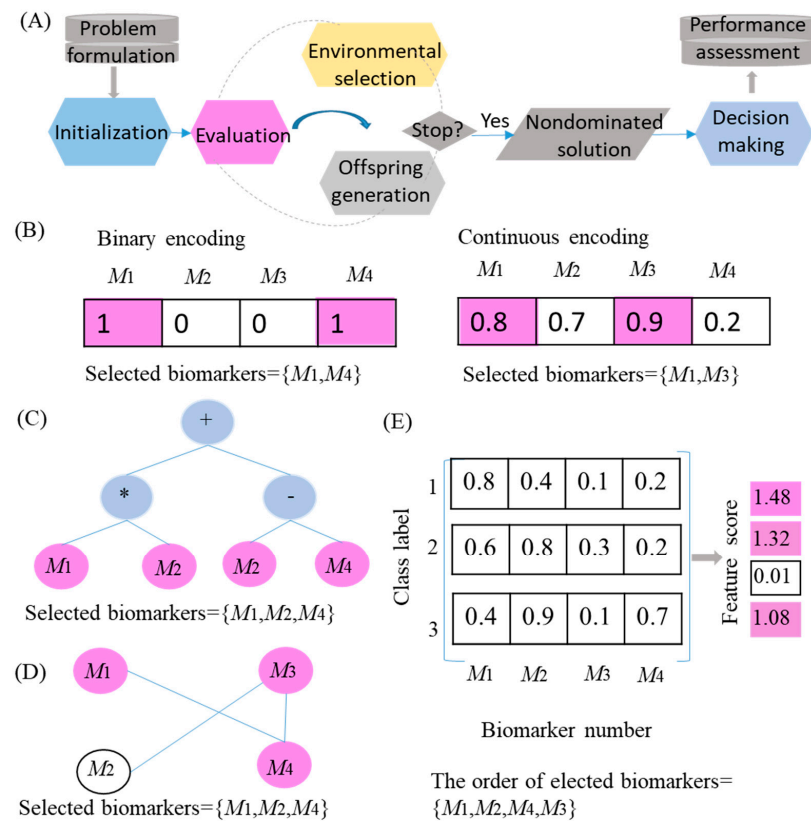 (A)
Problem
formulation
Environmental
selection
Performance
assessment
Initialization
Evaluation
Stop?
Yes
Nondominated
solution
Decision
making
Offspring
generation
(B)
Binary encoding
M1 M2 M3 M4
1 0 0 1
Selected biomarkers={M1,M4}
Continuous encoding
M1 M2 M3 M4
0.8 0.7 0.9 0.2
Selected biomarkers={M1,M3}
(C)
+
* -
M1 M2 M2 M4
Selected biomarkers={M1,M2,M4}
(D)
M1 M3
M2 M4
Selected biomarkers={M1,M2,M4}
(E)
Class label
1 0.8 0.4 0.1 0.2
2 0.6 0.8 0.3 0.2
3 0.4 0.9 0.1 0.7
M1 M2 M3 M4
Biomarker number
Feature score
1.48
1.32
0.01
1.08
The order of elected biomarkers=
{M1,M2,M4,M3}